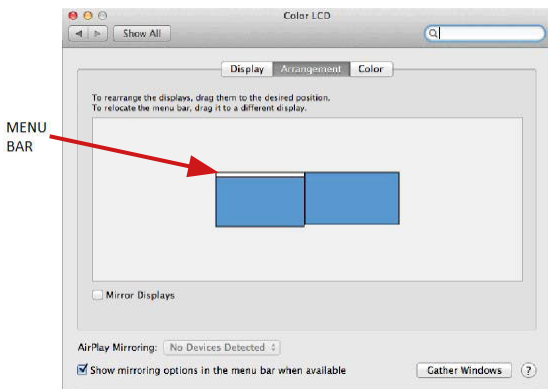 Color LCD
Show All
Display Arrangement Color
To rearrange the displays, drag them to the desired position.
To relocate the menu bar, drag it to a different display.
MENU
BAR
Mirror Displays
AirPlay Mirroring: No Devices Detected
Show mirroring options in the menu bar when available
Gather Windows ?